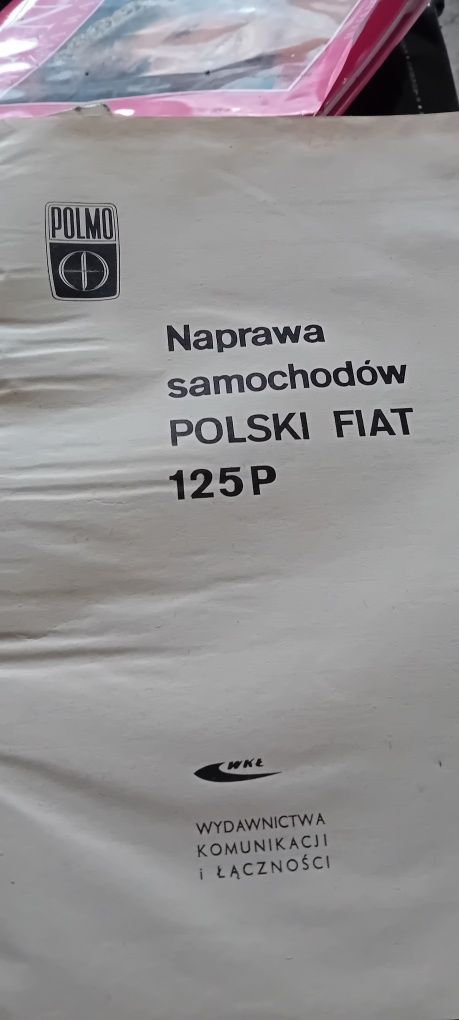 POLMO
Naprawa
samochodów
POLSKI FIAT
125P
WKŁ
WYDAWNICTWA
KOMUNIKACJI
i ŁĄCZNOŚCI